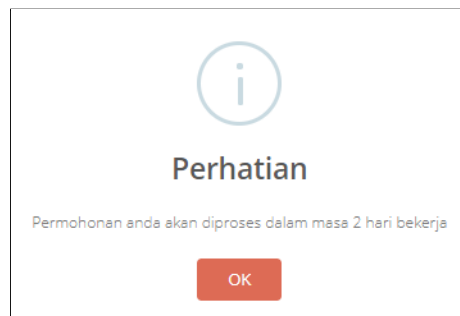 Perhatian
Permohonan anda akan diproses dalam masa 2 hari bekerja
OK